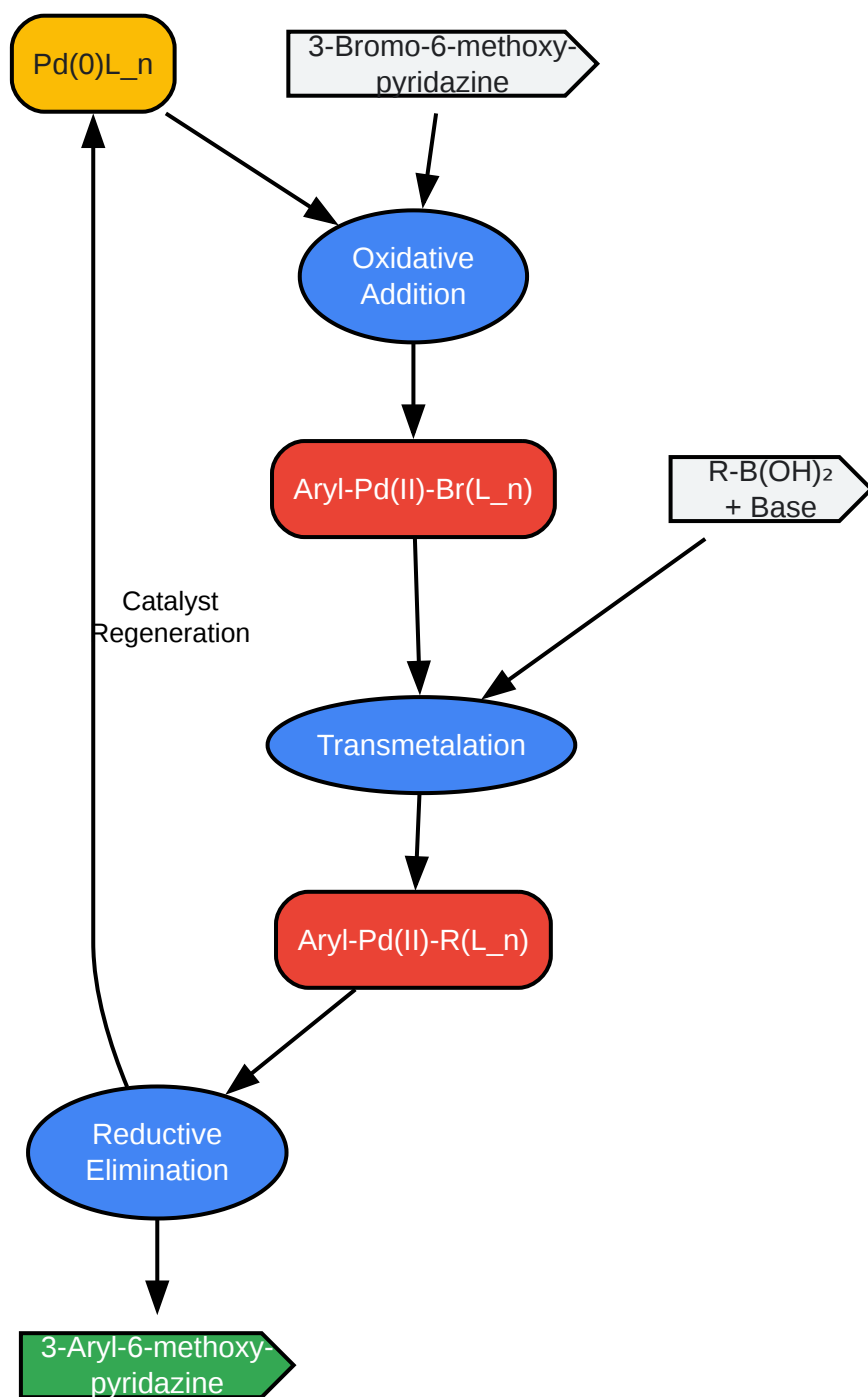 Pd(0)L_n
3-Bromo-6-methoxy-
pyridazine
Oxidative
Addition
Aryl-Pd(II)-Br(L_n)
R-B(OH)₂
+ Base
Catalyst
Regeneration
Transmetalation
Aryl-Pd(II)-R(L_n)
Reductive
Elimination
3-Aryl-6-methoxy-
pyridazine